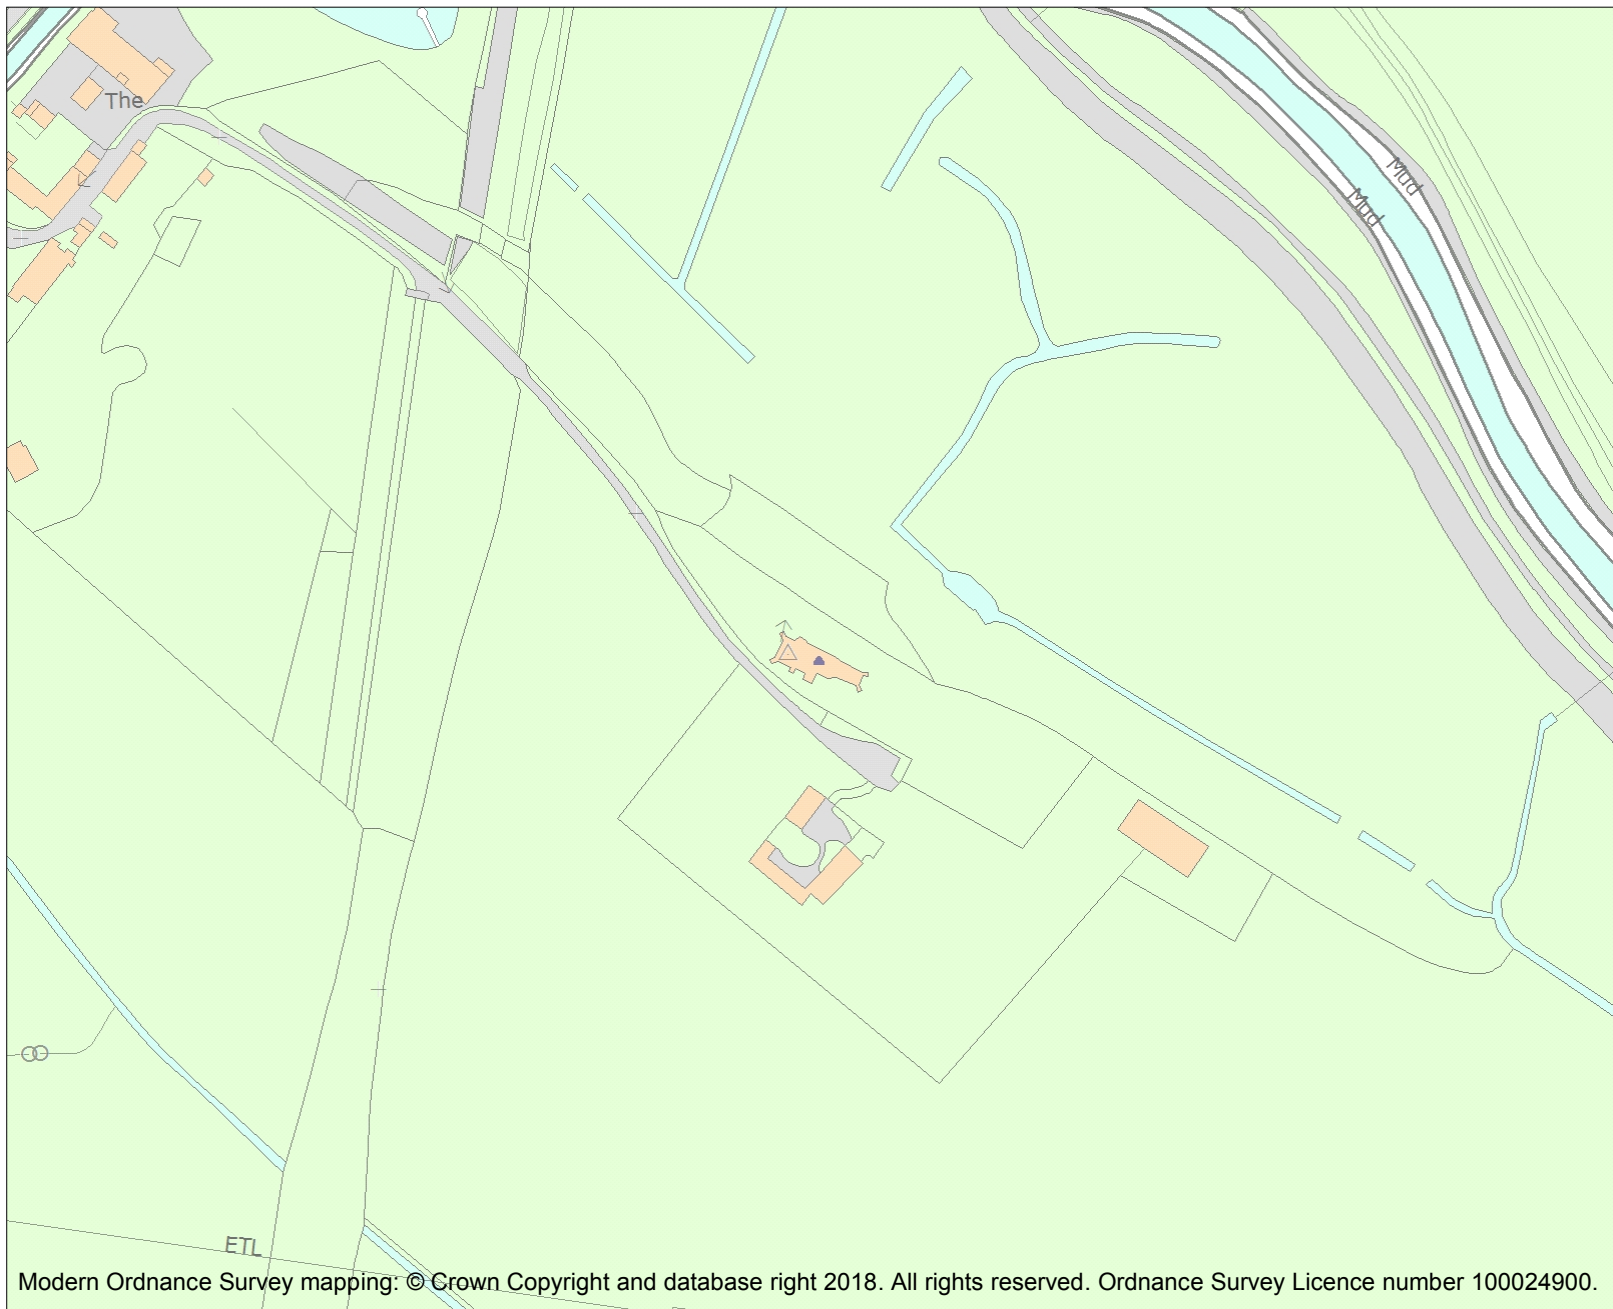 The
Mud
Mud
ETL
Modern Ordnance Survey mapping: © Crown Copyright and database right 2018. All rights reserved. Ordnance Survey Licence number 100024900.